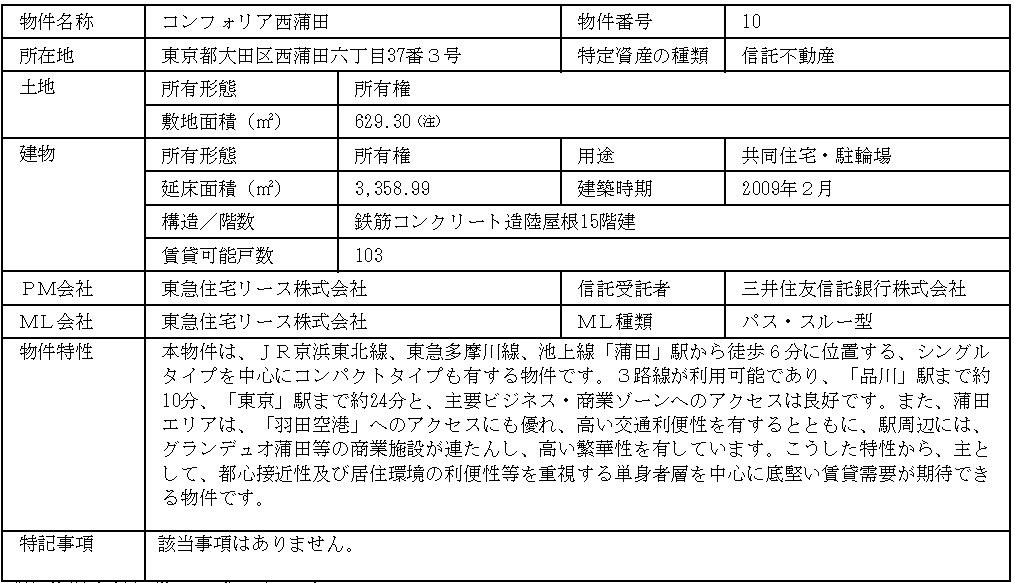 物件名称 コンフォリア西蒲田 物件番号 10
所在地 東京都大田区西蒲田六丁目37番３号 特定資産の種類 信託不動産
土地 所有形態 所有権
敷地面積（㎡） 629.30（注）
建物 所有形態 所有権 用途 共同住宅・駐輪場
延床面積（㎡） 3,358.99 建築時期 2009年２月
構造／階数 鉄筋コンクリート造陸屋根15階建
賃貸可能戸数 103
ＰＭ会社 東急住宅リース株式会社 信託受託者 三井住友信託銀行株式会社
ＭＬ会社 東急住宅リース株式会社 ＭＬ種類 パス・スルー型
物件特性 本物件は、ＪＲ京浜東北線、東急多摩川線、池上線「蒲田」駅から徒歩６分に位置する、シングル
タイプを中心にコンパクトタイプも有する物件です。３路線が利用可能であり、「品川」駅まで約
10分、「東京」駅まで約24分と、主要ビジネス・商業ゾーンへのアクセスは良好です。また、蒲田
エリアは、「羽田空港」へのアクセスにも優れ、高い交通利便性を有するとともに、駅周辺には、
グランデュオ蒲田等の商業施設が連たんし、高い繁華性を有しています。こうした特性から、主と
して、都心接近性及び居住環境の利便性等を重視する単身者層を中心に底堅い賃貸需要が期待でき
る物件です。
特記事項 該当事項はありません。